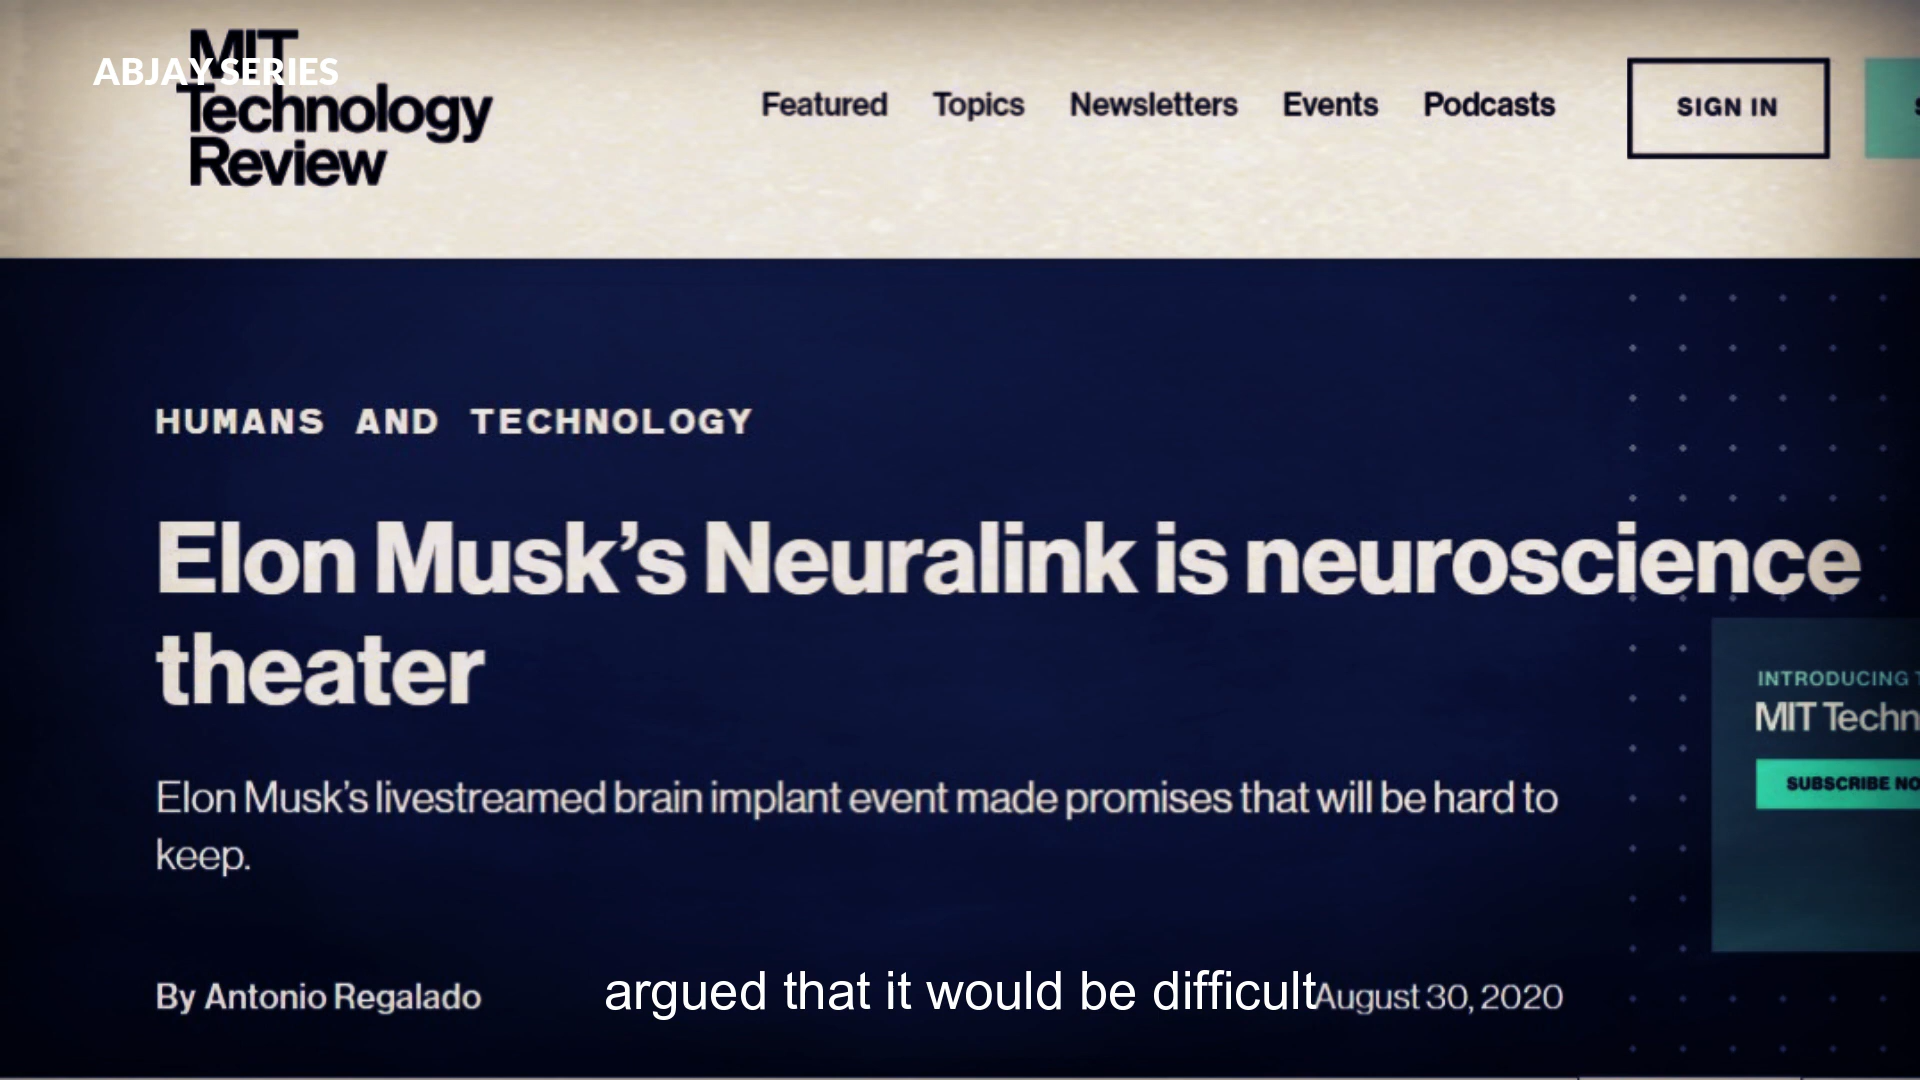 MIT
Technology
Review
ABJAY SERIES
Featured Topics Newsletters Events Podcasts
SIGN IN
HUMANS AND TECHNOLOGY
Elon Musk’s Neuralink is neuroscience
theater
Elon Musk’s livestreamed brain implant event made promises that will be hard to
keep.
By Antonio Regalado
August 30, 2020
INTRODUCING
MIT
SUBSCRIBE
argued that it would be difficult